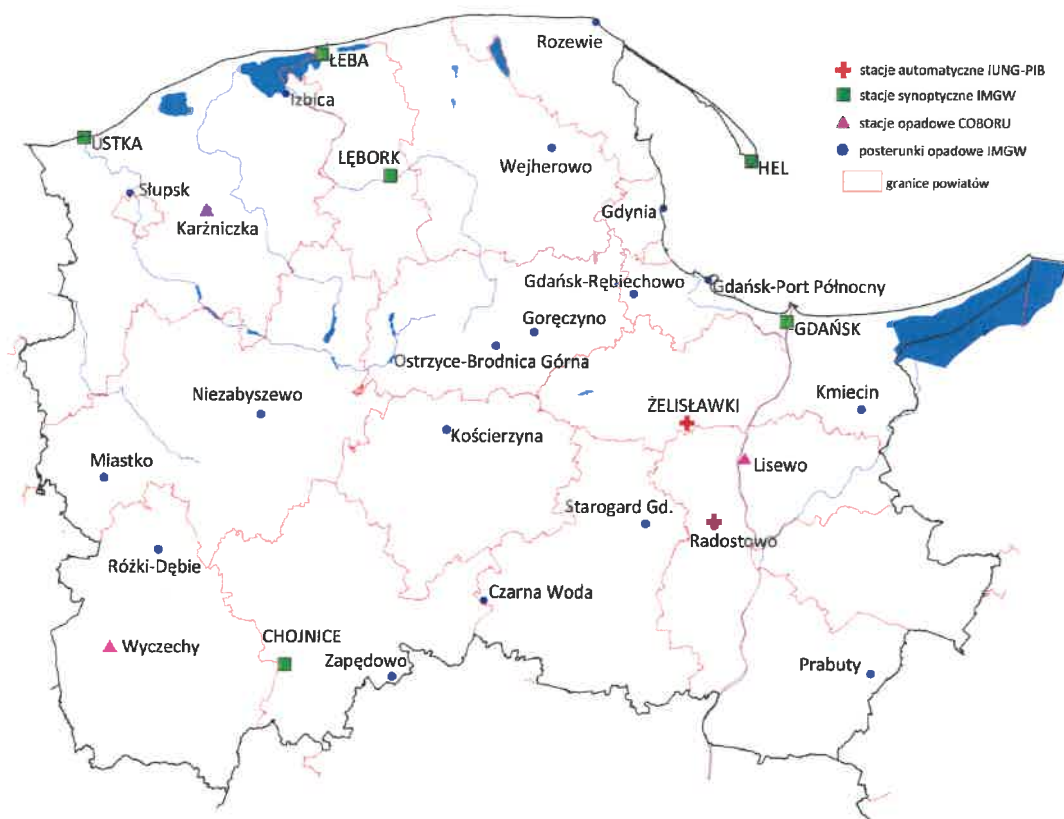 Rozewie
stacje automatyczne IUNG-PIB
ŁEBA
stacje synoptyczne IMGW
Izbica
stacje opadowe COBORU
USTKA
posterunki opadowe IMGW
LĘBORK
Wejherowo
HEL
granice powiatów
Słupsk
Karżniczka
Gdynia
Gdańsk-Rębiechowo
Gdańsk-Port Północny
Goręczyno
GDAŃSK
Ostrzyce-Brodnica Górna
Niezabyszewo
Kmiecin
ŻELISŁAWKI
Kościerzyna
Miastko
Lisewo
Starogard Gd.
Radostowo
Różki-Dębie
Czarna Woda
Wyczechy
CHOJNICE
Zapędowo
Prabuty